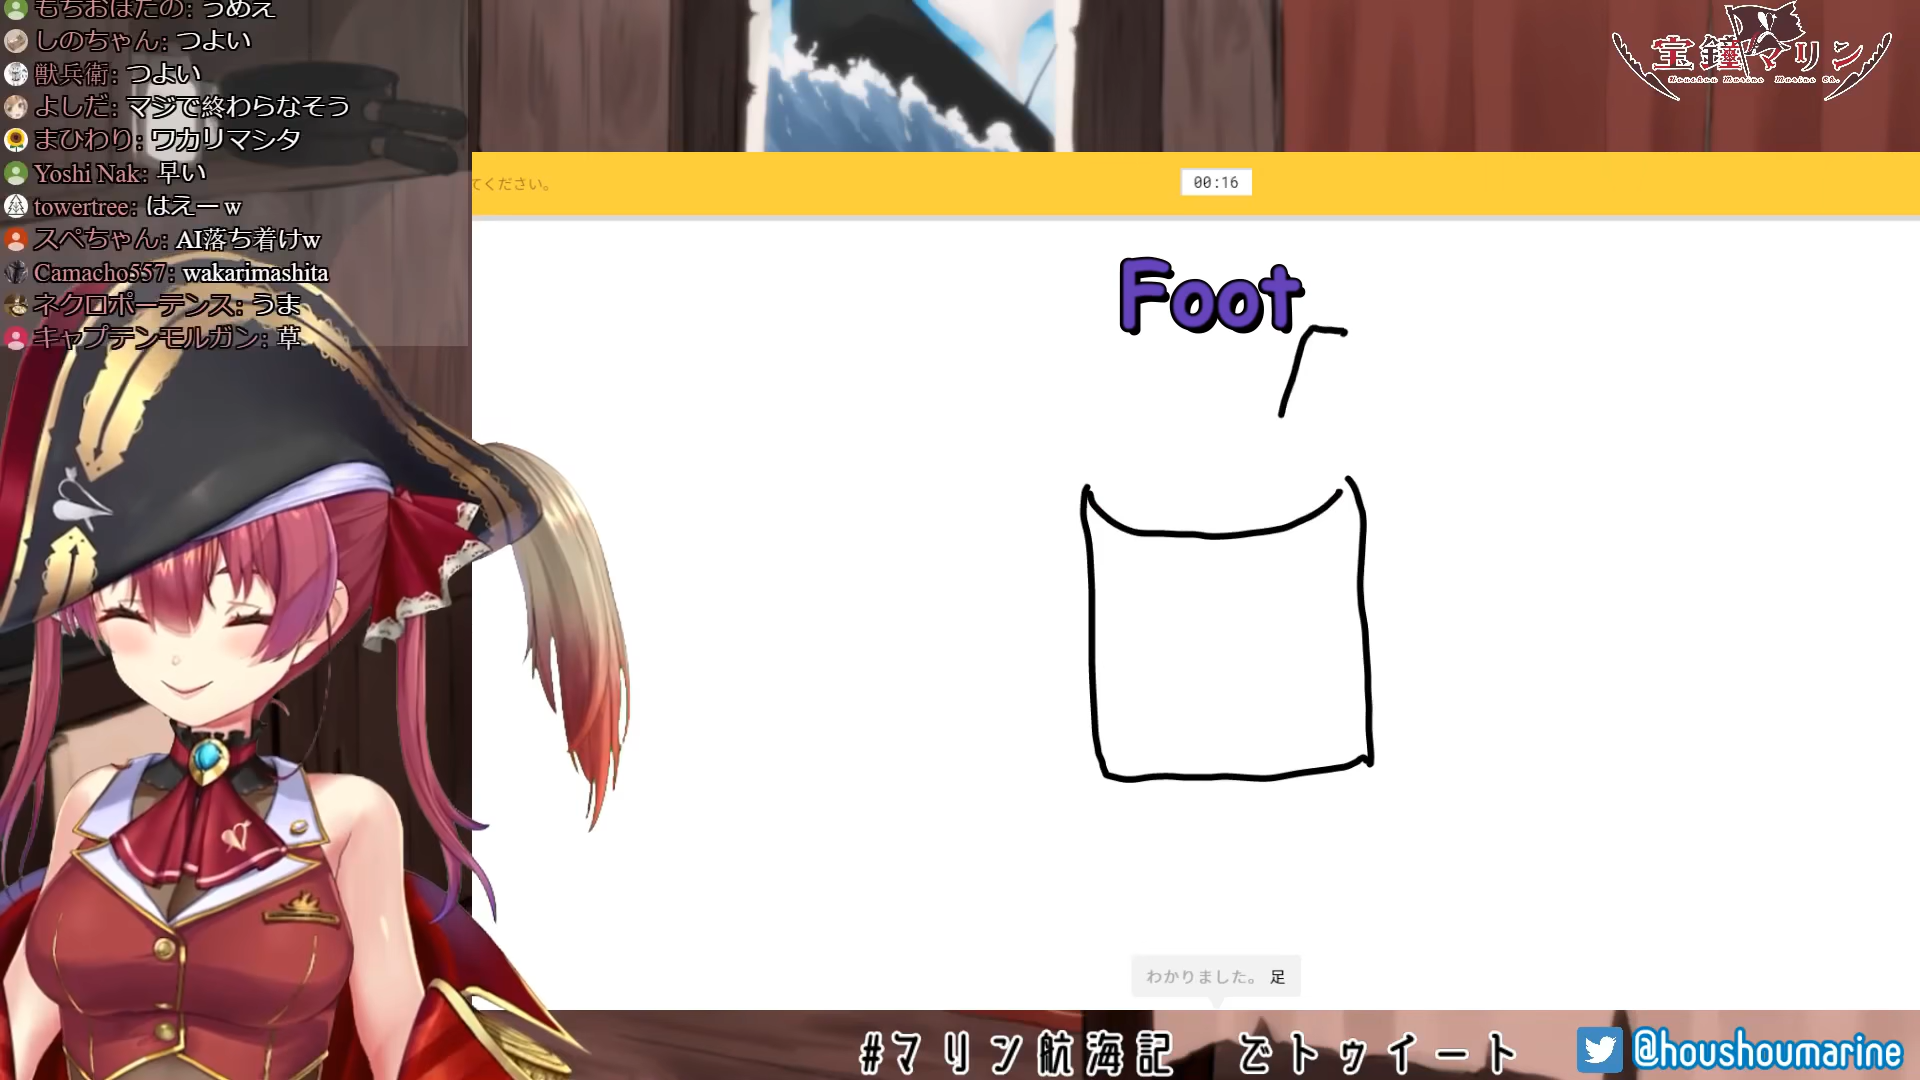 もちおばたの: うめえ
しのちゃん: つよい
獣兵衛: つよい
よしだ: マジで終わらなそう
まひわり: ワカリマシタ
Yoshi Nak: 早い
towertree: はえーｗ
スペちゃん: AI落ち着けw
Camacho557: wakarimashita
ネクロポーテンス: うま
キャプテンモルガン: 草
宝鐘マリン
Houshou Marine Marine Ch.
てください。
00:16
Foot
わかりました。 足
#マリン航海記 でトゥイート
@houshoumarine